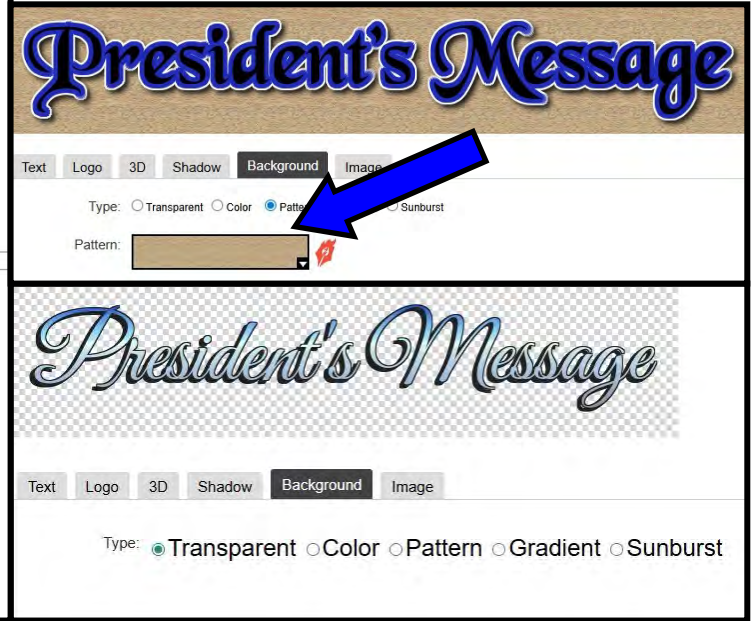 President's Message
Text Logo 3D Shadow Background Image
Type: Transparent Color Sunburst
Pattern:
President's Message
Text Logo 3D Shadow Background Image
Type: Transparent Color Pattern Gradient Sunburst